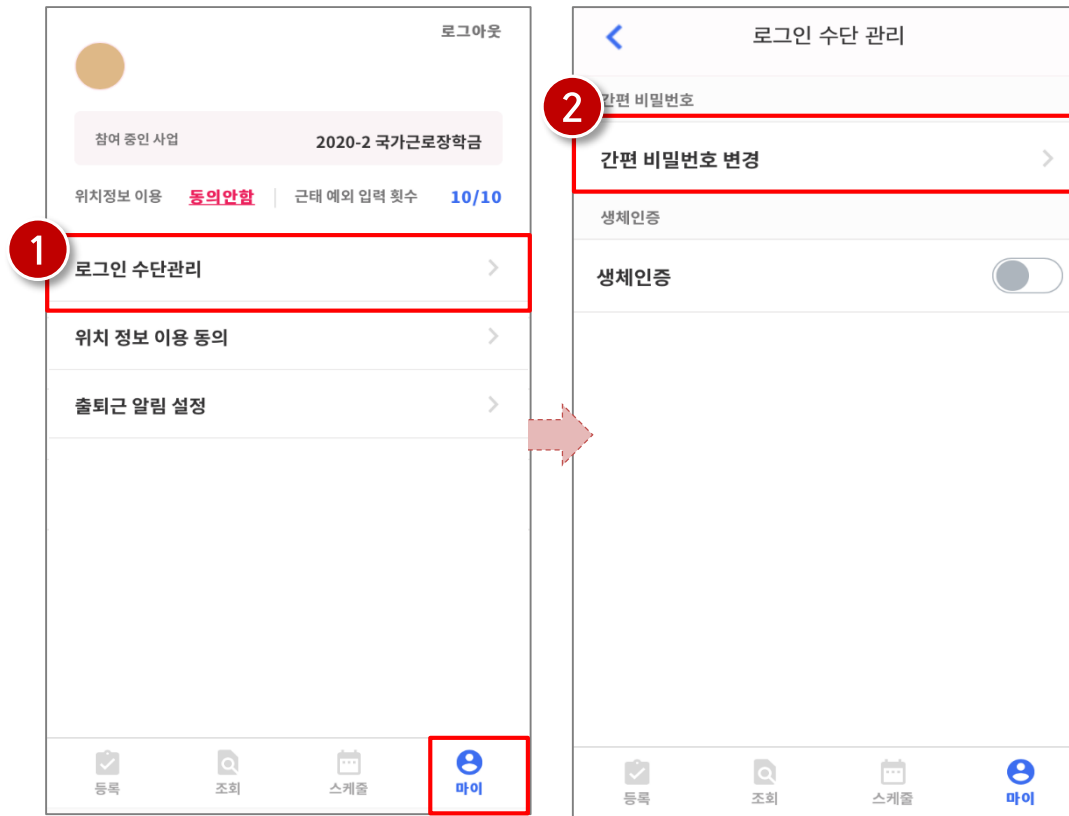 로그아웃
참여 중인 사업 2020-2 국가근로장학금
위치정보 이용 동의안함 근태 예외 입력 횟수 10/10
1
로그인 수단관리
위치 정보 이용 동의
출퇴근 알림 설정
등록 조회 스케줄 마이
로그인 수단 관리
2
간편 비밀번호
간편 비밀번호 변경
생체인증
생체인증
등록 조회 스케줄 마이